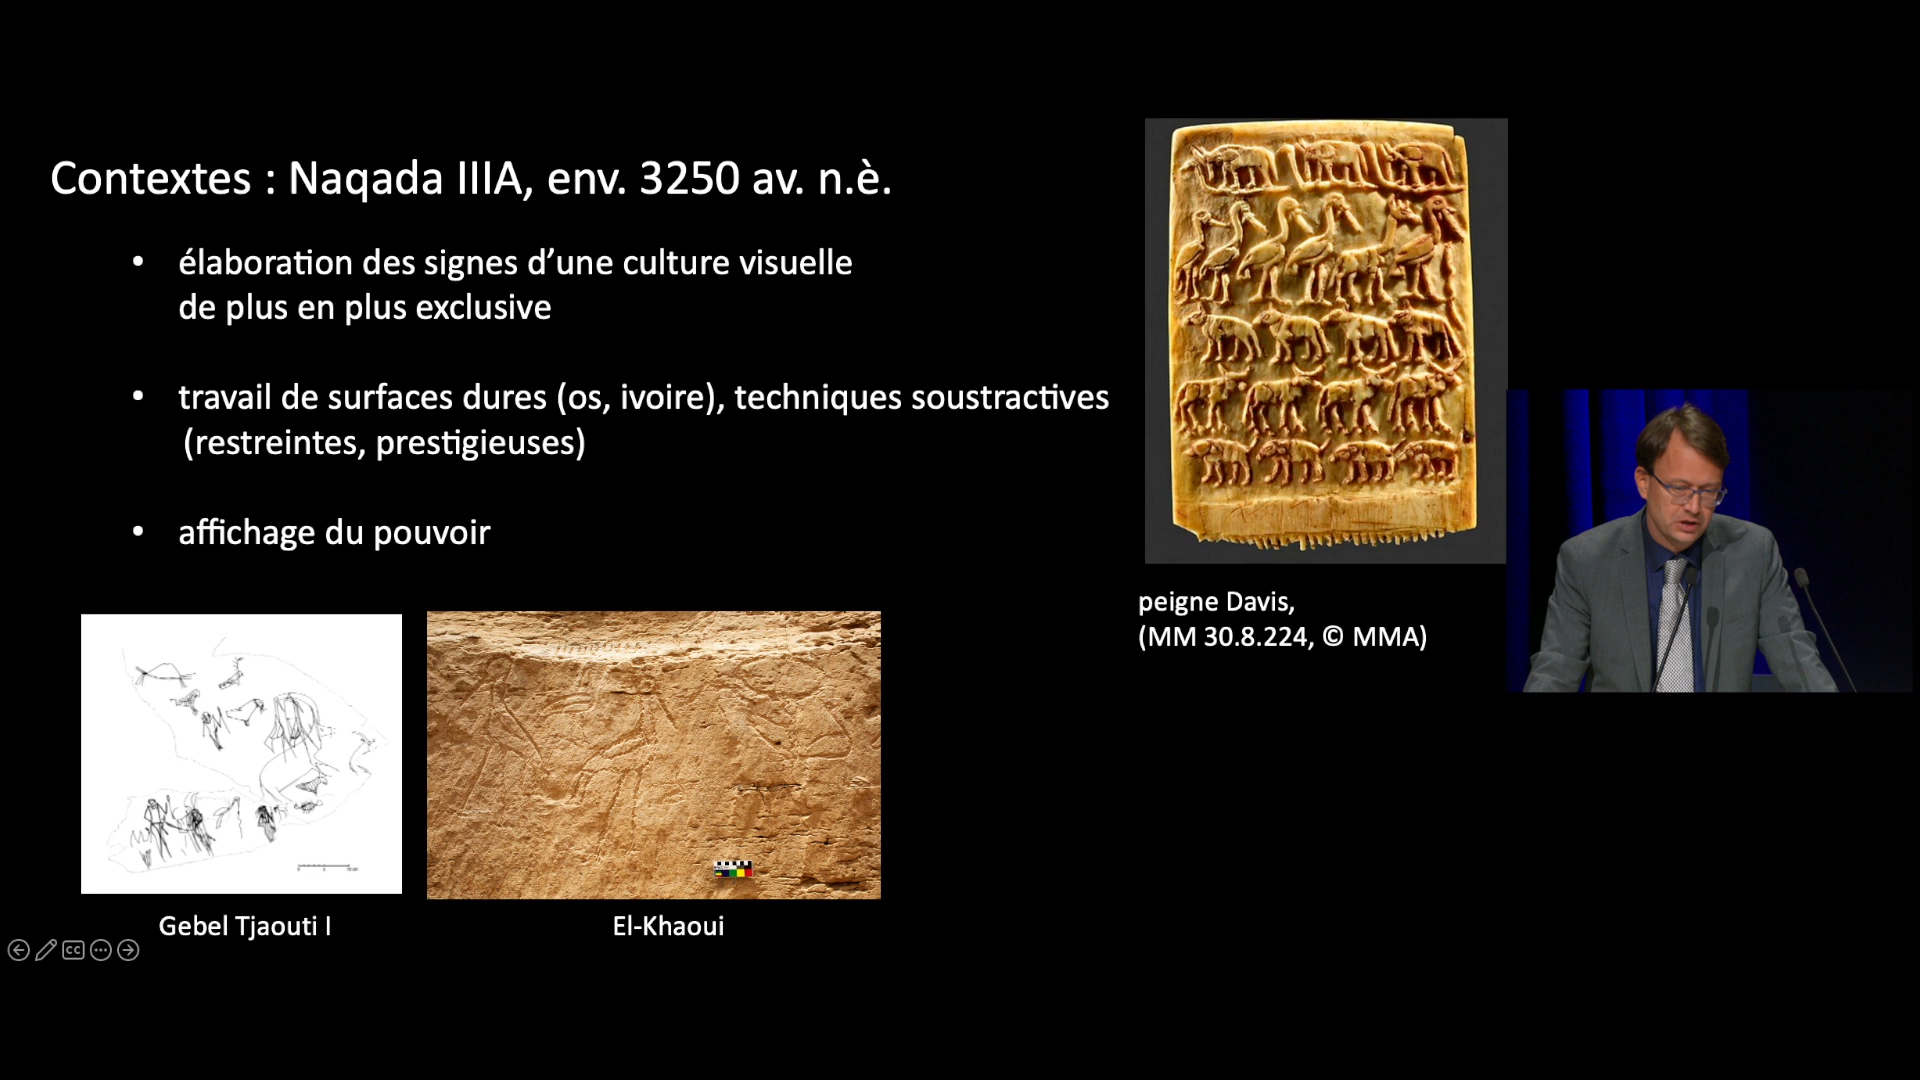 Contextes : Naqada IIIA, env. 3250 av. n.è.
• élaboration des signes d’une culture visuelle
de plus en plus exclusive
• travail de surfaces dures (os, ivoire), techniques soustractives
(restreintes, prestigieuses)
• affichage du pouvoir
peigne Davis,
(MM 30.8.224, © MMA)
Gebel Tjaouti I
El-Khaoui
CC